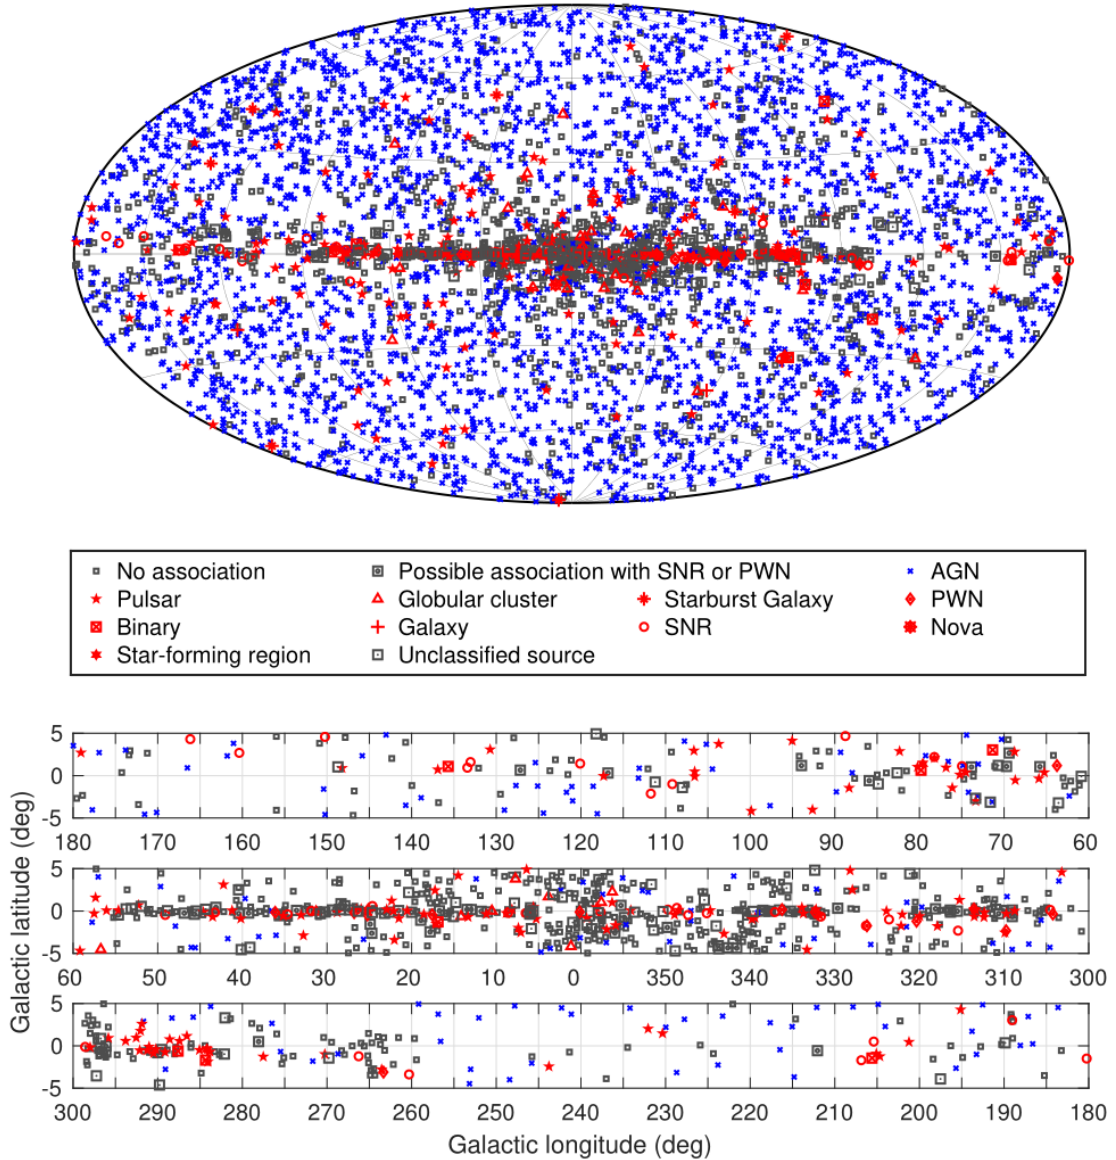 No association
Possible association with SNR or PWN
AGN
Pulsar
Globular cluster
Starburst Galaxy
PWN
Binary
Galaxy
SNR
Nova
Star-forming region
Unclassified source
5
0
-5
180 170 160 150 140 130 120 110 100 90 80 70 60
Galactic latitude (deg)
5
0
-5
60 50 40 30 20 10 0 350 340 330 320 310 300
5
0
-5
300 290 280 270 260 250 240 230 220 210 200 190 180
Galactic longitude (deg)